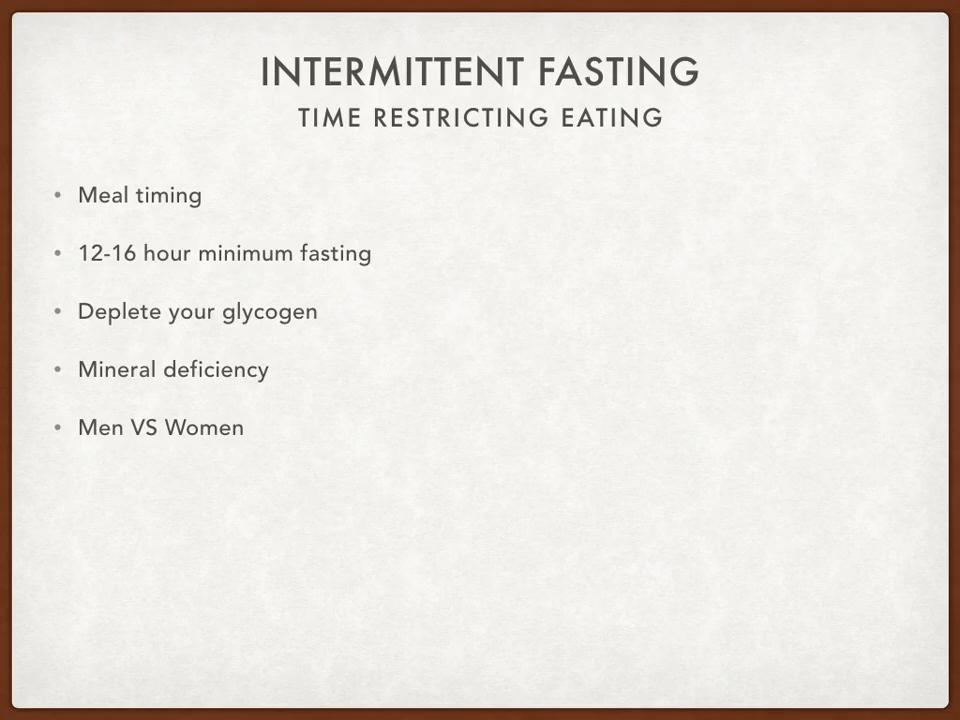 INTERMITTENT FASTING
TIME RESTRICTING EATING
• Meal timing
• 12-16 hour minimum fasting
• Deplete your glycogen
• Mineral deficiency
• Men VS Women